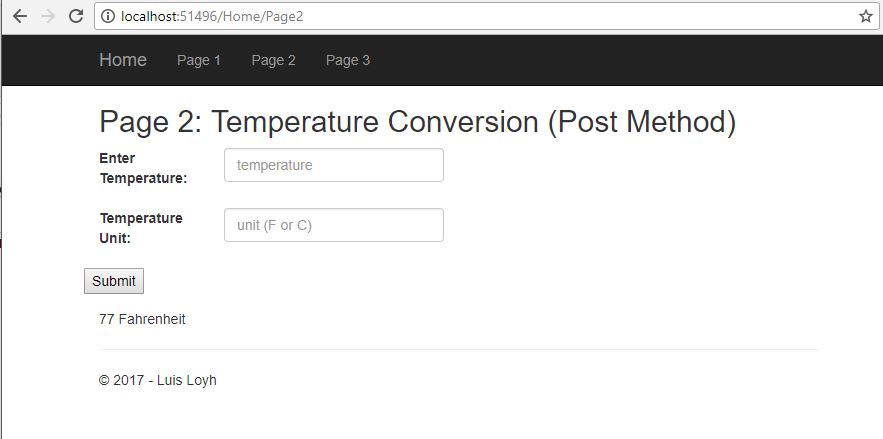 localhost:51496/Home/Page2
Home Page 1 Page 2 Page 3
Page 2: Temperature Conversion (Post Method)
Enter
Temperature:
temperature
Temperature
Unit:
unit (F or C)
Submit
77 Fahrenheit
© 2017 - Luis Loyh